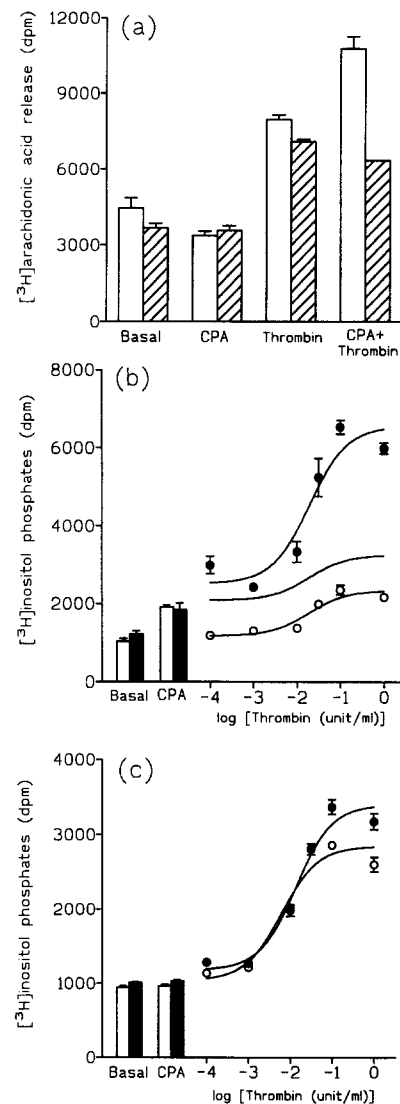 (a)
[³H]arachidonic acid release (dpm)
12000
9000
6000
3000
0
Basal CPA Thrombin CPA+
Thrombin
(b)
[³H]inositol phosphates (dpm)
8000
6000
4000
2000
0
Basal CPA -4 -3 -2 -1 0
log [Thrombin (unit/ml)]
(c)
[³H]inositol phosphates (dpm)
4000
3000
2000
1000
0
Basal CPA -4 -3 -2 -1 0
log [Thrombin (unit/ml)]